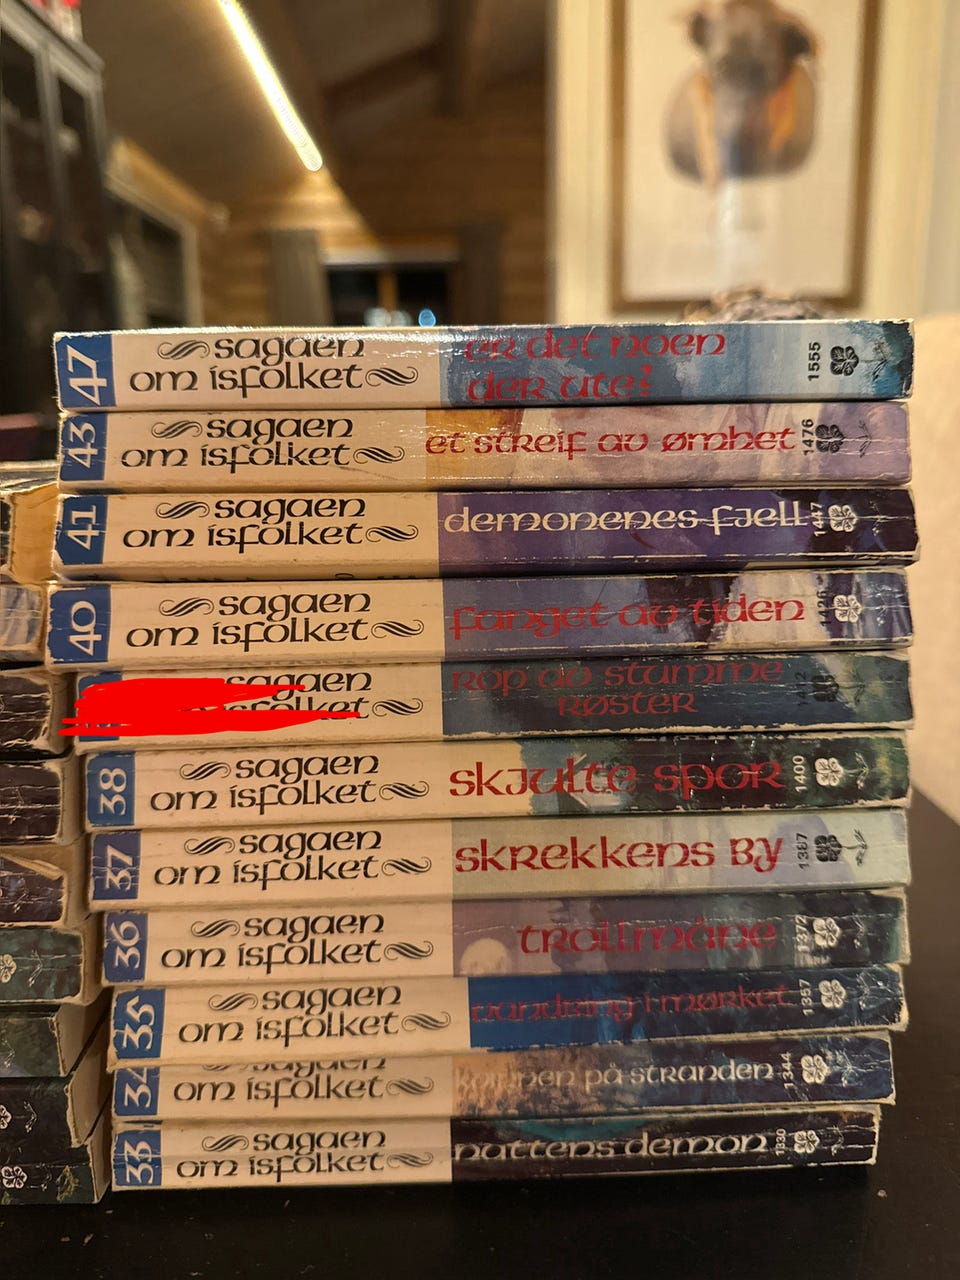 47
sagaen
om isfolket
er det noen
der ute?
1555
43
sagaen
om isfolket
et streif av ømhet
1476
41
sagaen
om isfolket
demonenes fjell
1447
40
sagaen
om isfolket
fanget av tiden
1426
sagaen
isfolket
rop av stumme
røster
38
sagaen
om isfolket
skjulte spor
1400
37
sagaen
om isfolket
skrekkens by
1387
36
sagaen
om isfolket
trollmåne
1372
35
sagaen
om isfolket
vandring i mørket
1357
34
sagaen
om isfolket
kvinnen på stranden
1344
33
sagaen
om isfolket
nattens demon
1330